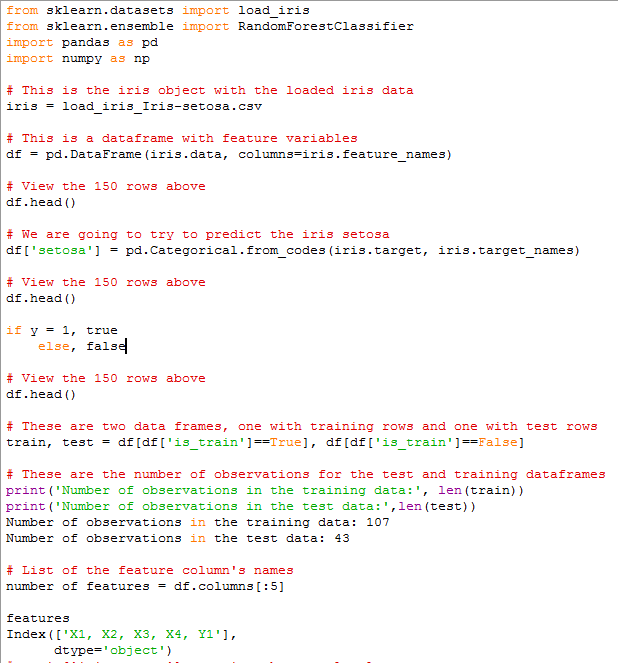 from sklearn.datasets import load_iris
from sklearn.ensemble import RandomForestClassifier
import pandas as pd
import numpy as np
# This is the iris object with the loaded iris data
iris = load_iris_Iris-setosa.csv
# This is a dataframe with feature variables
df = pd.DataFrame(iris.data, columns=iris.feature_names)
# View the 150 rows above
df.head()
# We are going to try to predict the iris setosa
df['setosa'] = pd.Categorical.from_codes(iris.target, iris.target_names)
# View the 150 rows above
df.head()
if y = 1, true
    else, false
# View the 150 rows above
df.head()
# These are two data frames, one with training rows and one with test rows
train, test = df[df['is_train']==True], df[df['is_train']==False]
# These are the number of observations for the test and training dataframes
print('Number of observations in the training data:', len(train))
print('Number of observations in the test data:',len(test))
Number of observations in the training data: 107
Number of observations in the test data: 43
# List of the feature column's names
number of features = df.columns[:5]
features
Index(['X1, X2, X3, X4, Y1'],
      dtype='object')